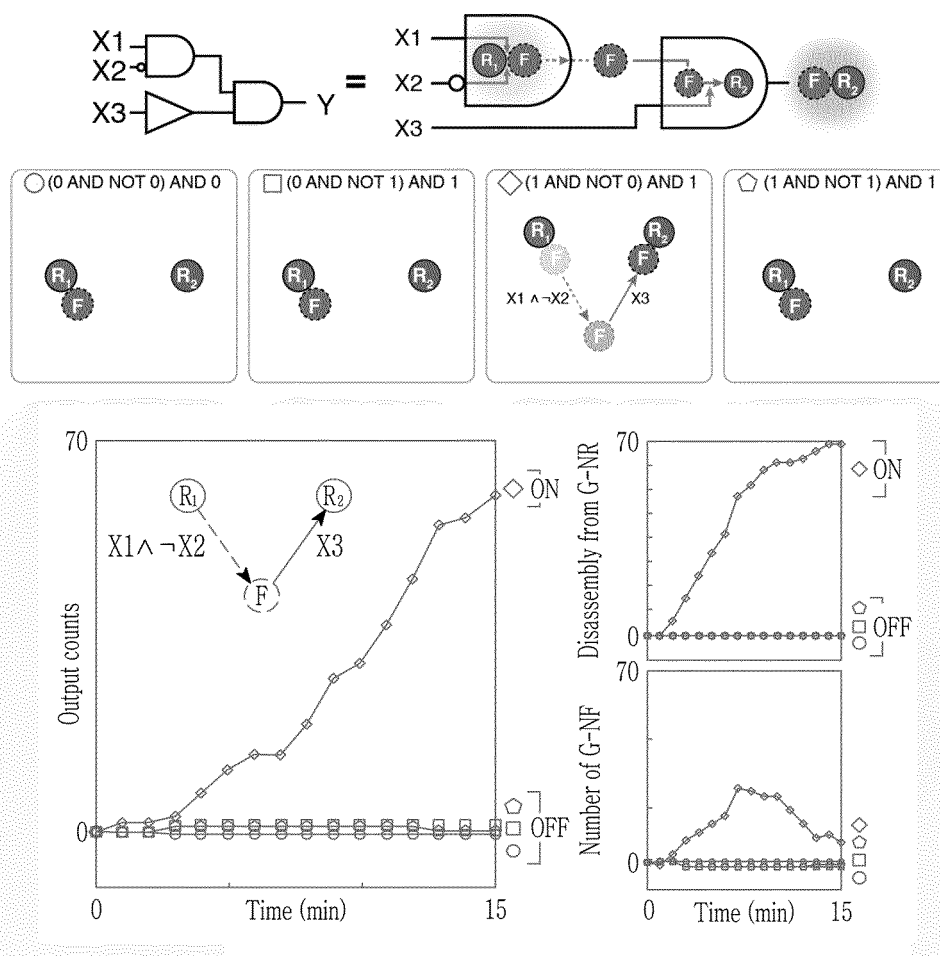 X1
X2
X3
Y
=
X1
X2
X3
R1 F
F
F R2
F R2
(0 AND NOT 0) AND 0
(0 AND NOT 1) AND 1
(1 AND NOT 0) AND 1
(1 AND NOT 1) AND 1
R1
F
R2
R1
F
R2
R1
F
R2
F
X1 ∧ ¬X2
X3
F
R1
F
R2
70
Output counts
0
R1
R2
X1∧¬X2
X3
F
ON
OFF
0
Time (min)
15
70
Disassembly from G-NR
0
ON
OFF
70
Number of G-NF
0
0
Time (min)
15